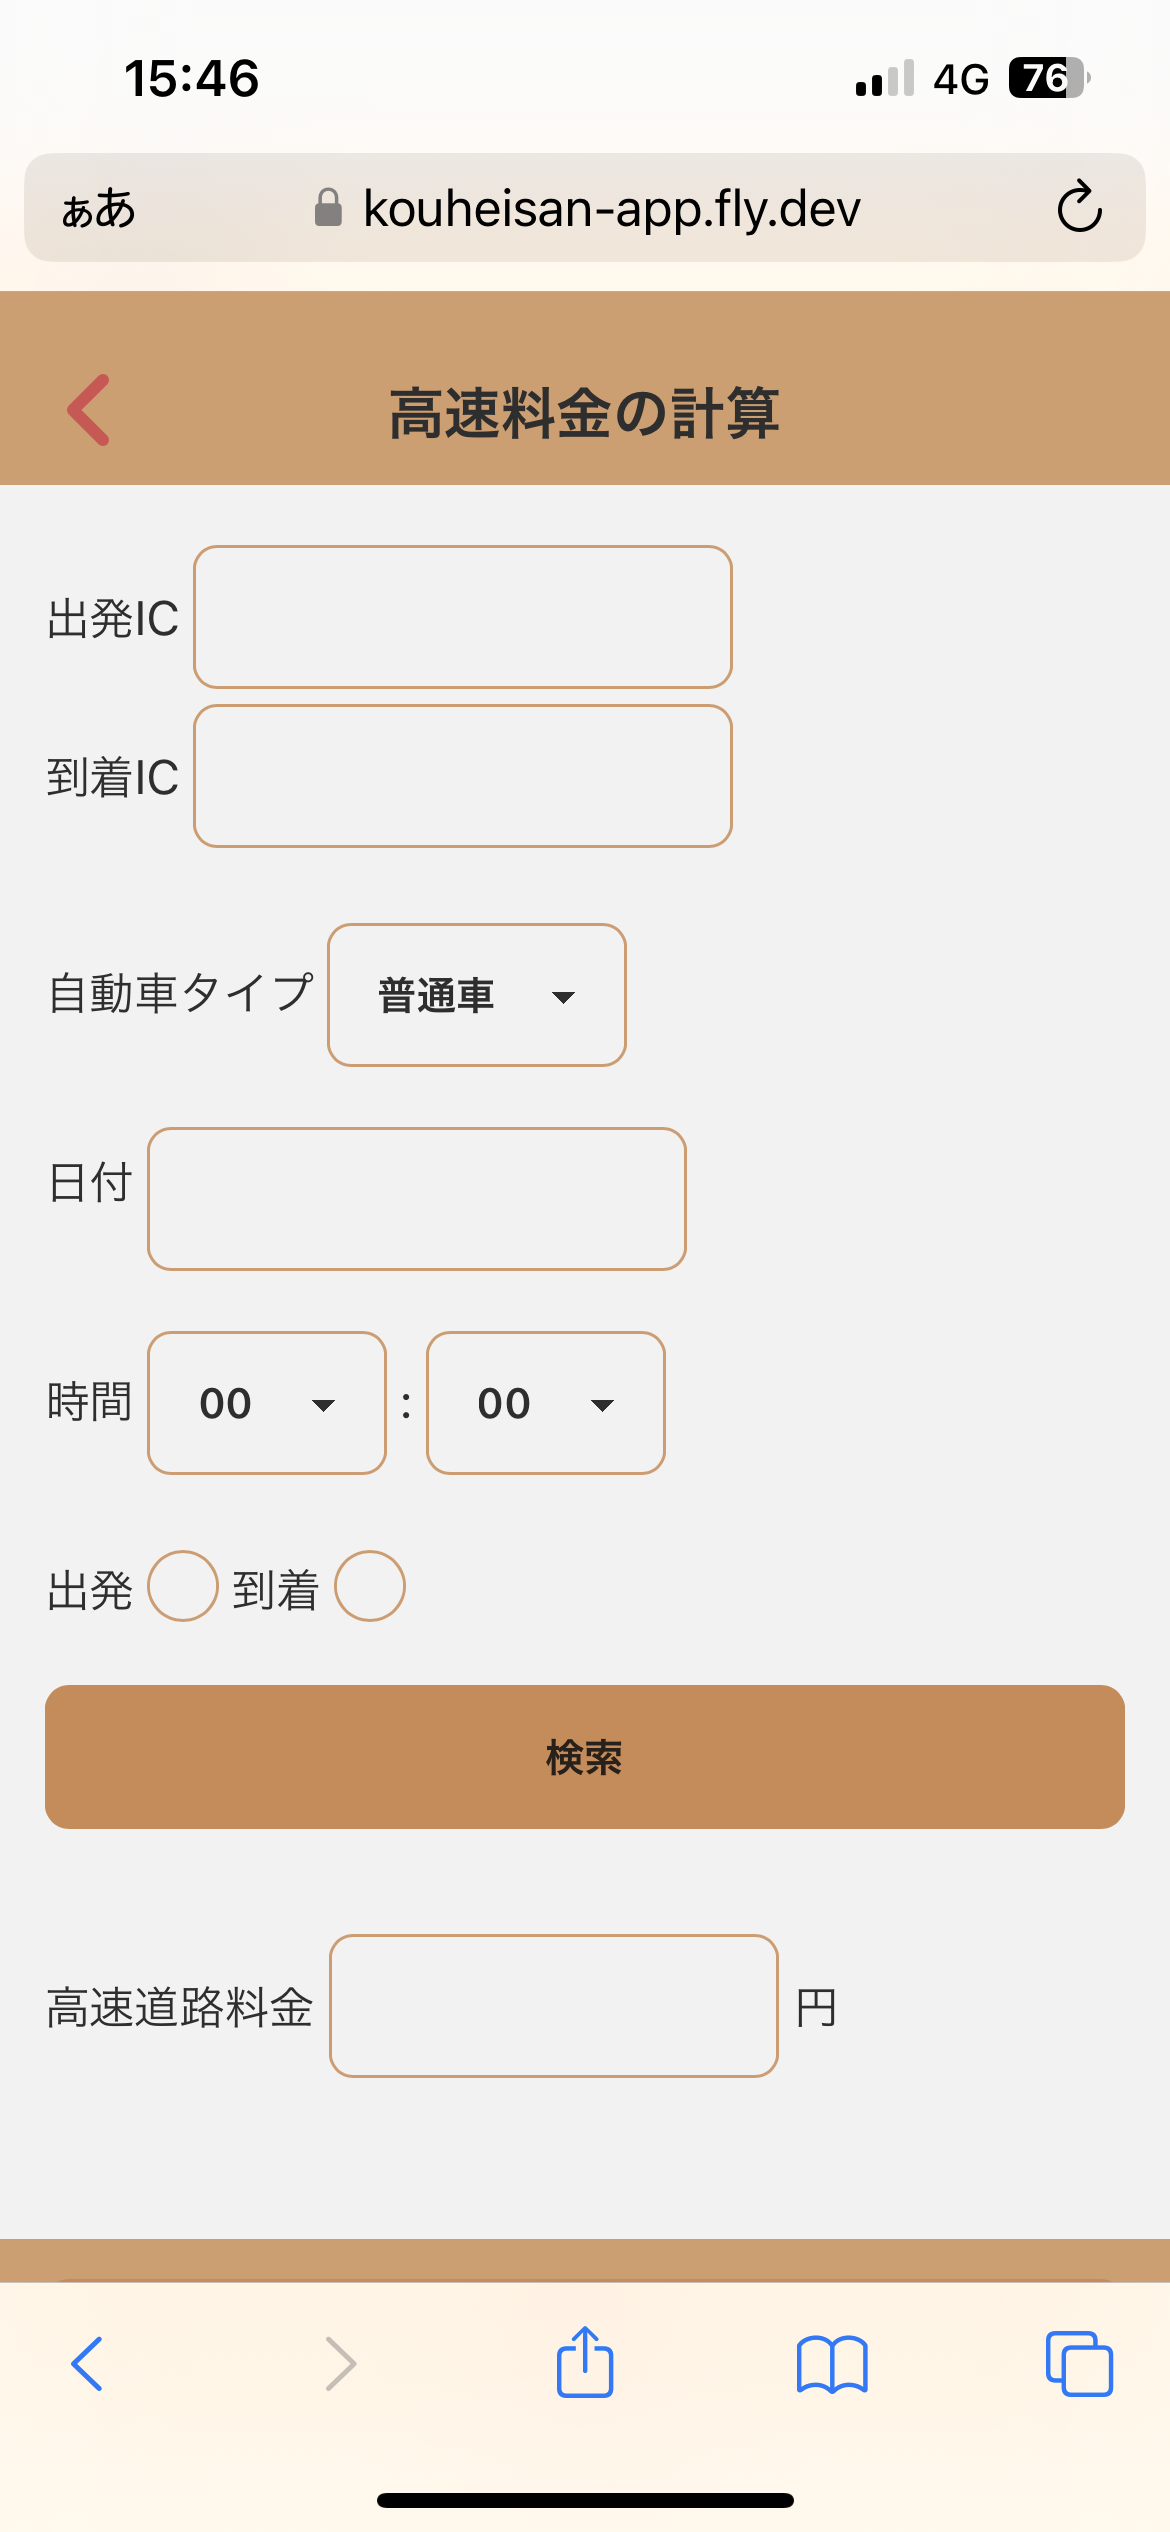 15:46
4G 76
ぁあ kouheisan-app.fly.dev
高速料金の計算
出発IC
到着IC
自動車タイプ 普通車
日付
時間 00 : 00
出発 到着
検索
高速道路料金 円